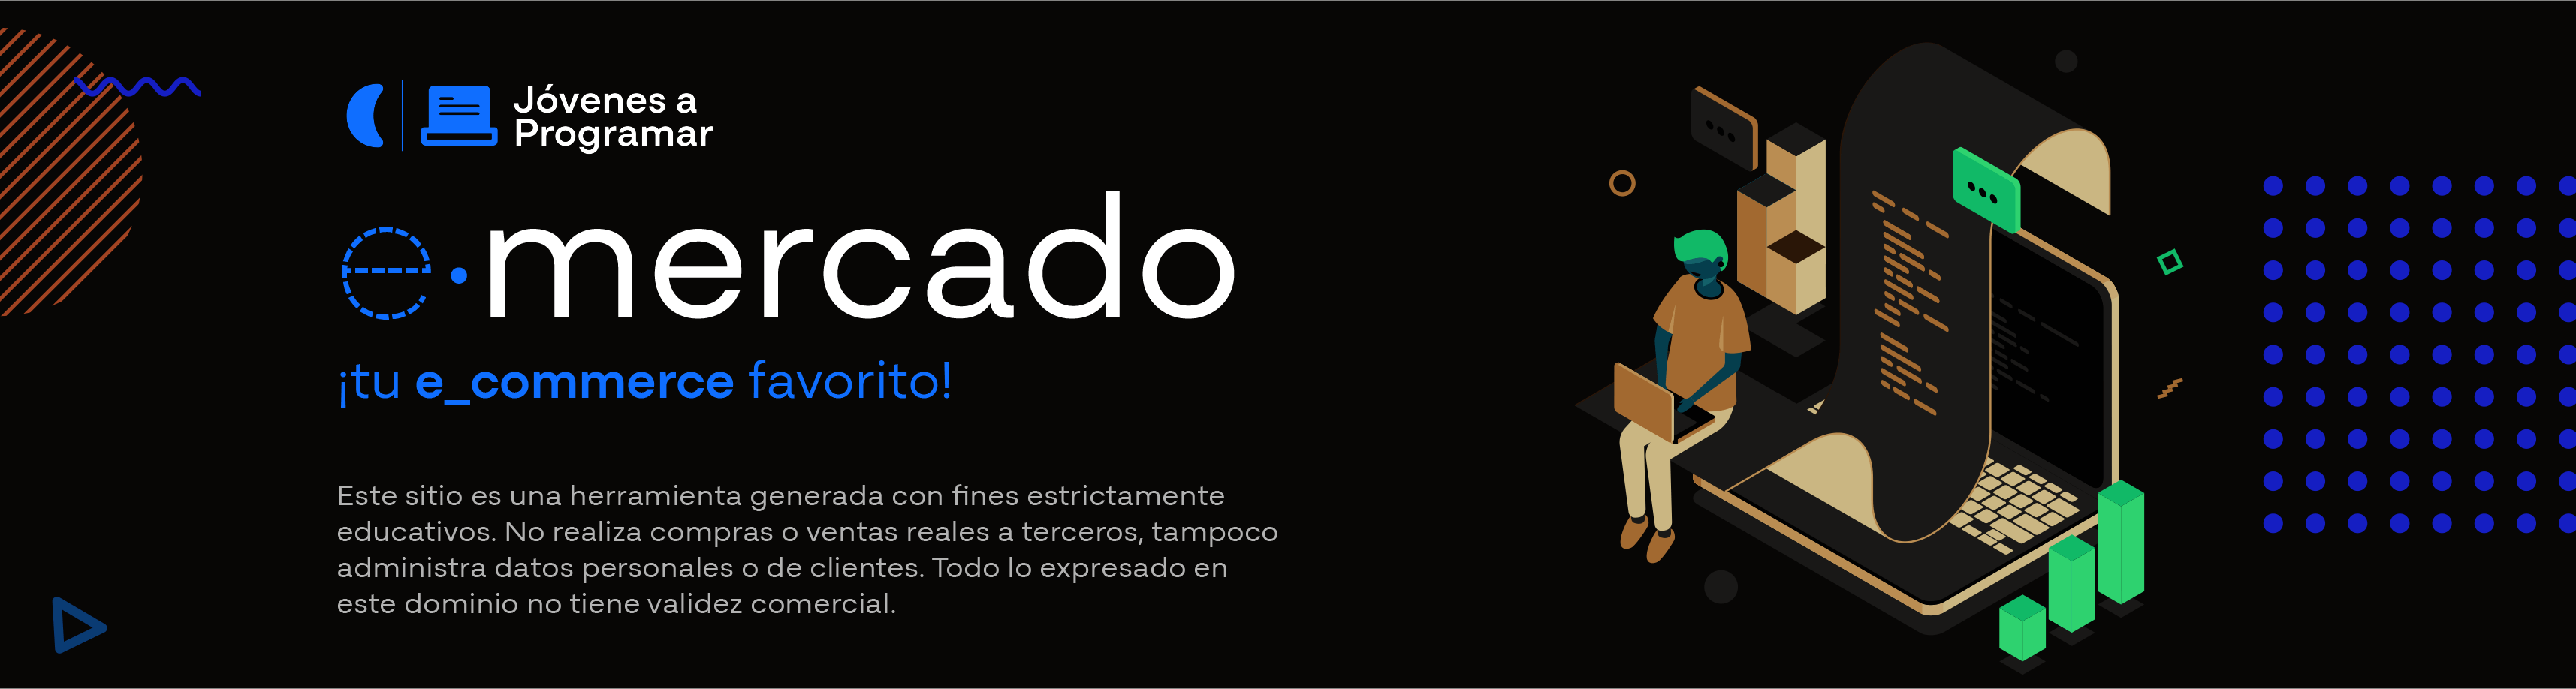 Jóvenes a
Programar
e·mercado
¡tu e_commerce favorito!
Este sitio es una herramienta generada con fines estrictamente
educativos. No realiza compras o ventas reales a terceros, tampoco
administra datos personales o de clientes. Todo lo expresado en
este dominio no tiene validez comercial.